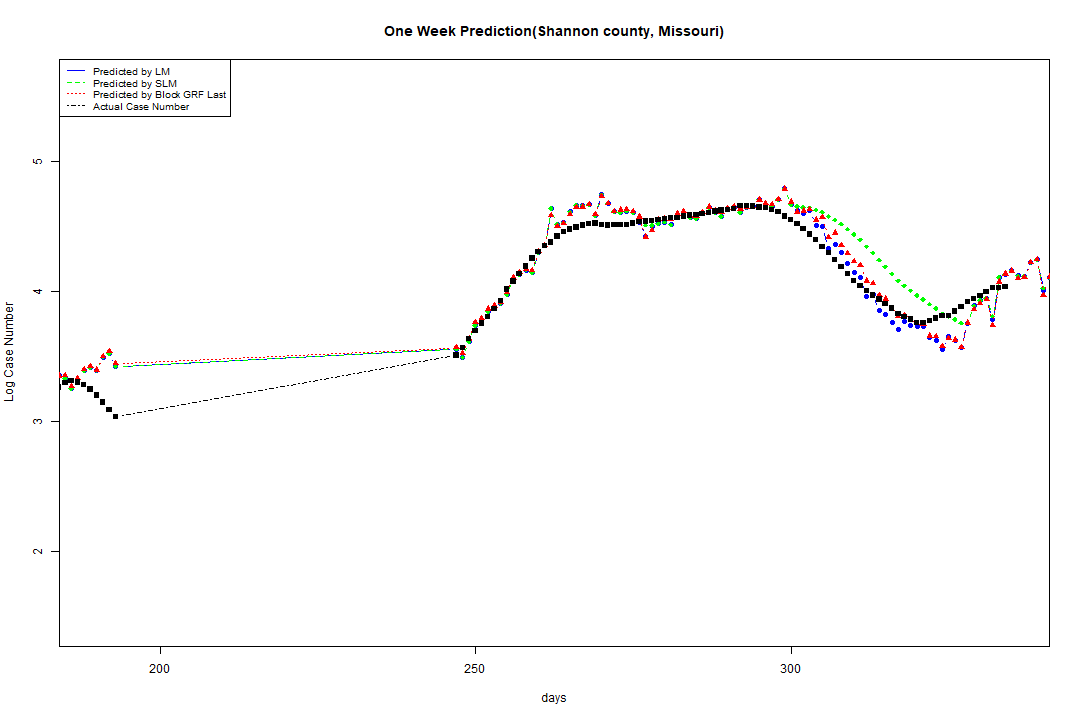 One Week Prediction(Shannon county, Missouri)
Predicted by LM
Predicted by SLM
Predicted by Block GRF Last
Actual Case Number
5
4
3
2
Log Case Number
200
250
300
days